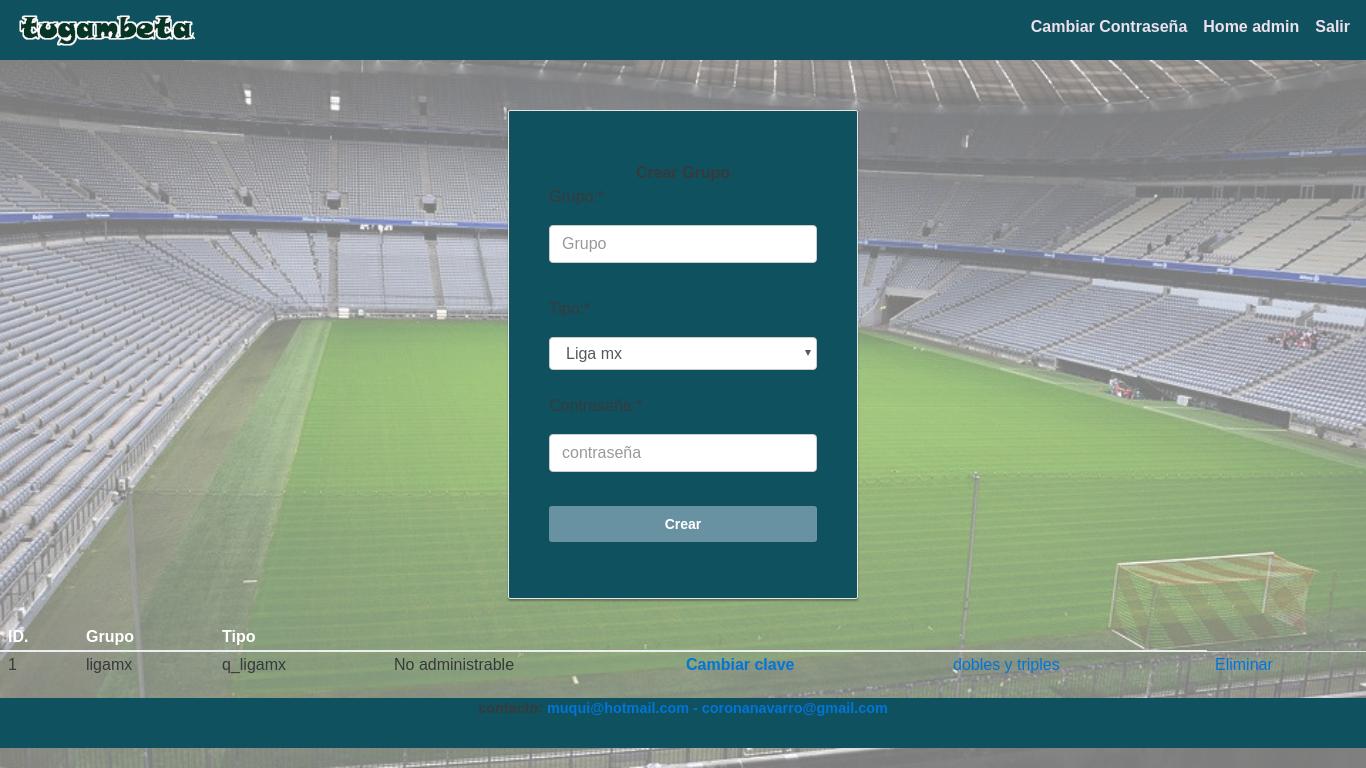 tugambeta
Cambiar Contraseña Home admin Salir
Crear Grupo
Grupo:*
Grupo
Tipo:*
Liga mx
Contraseña:*
contraseña
Crear
ID. Grupo Tipo
1 ligamx q_ligamx No administrable Cambiar clave dobles y triples Eliminar
contacto: muqui@hotmail.com - coronanavarro@gmail.com